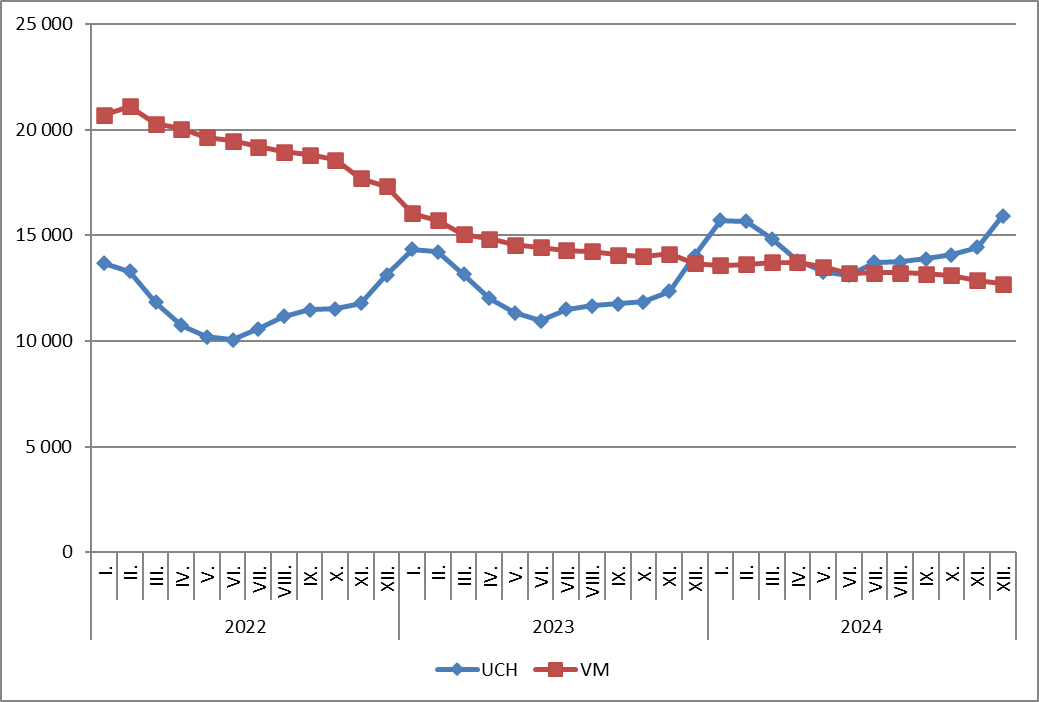 25 000
20 000
15 000
10 000
5 000
0
I. II. III. IV. V. VI. VII. VIII. IX. X. XI. XII. I. II. III. IV. V. VI. VII. VIII. IX. X. XI. XII. I. II. III. IV. V. VI. VII. VIII. IX. X. XI. XII.
2022 2023 2024
UCH VM